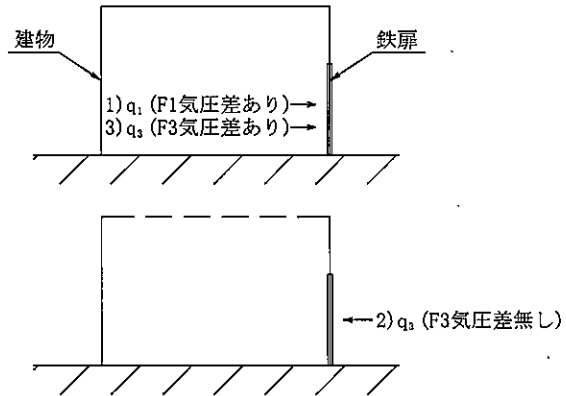 建物
鉄扉
1) q₁ (F1気圧差あり)→
3) q₃ (F3気圧差あり)→
←2) q₃ (F3気圧差無し)